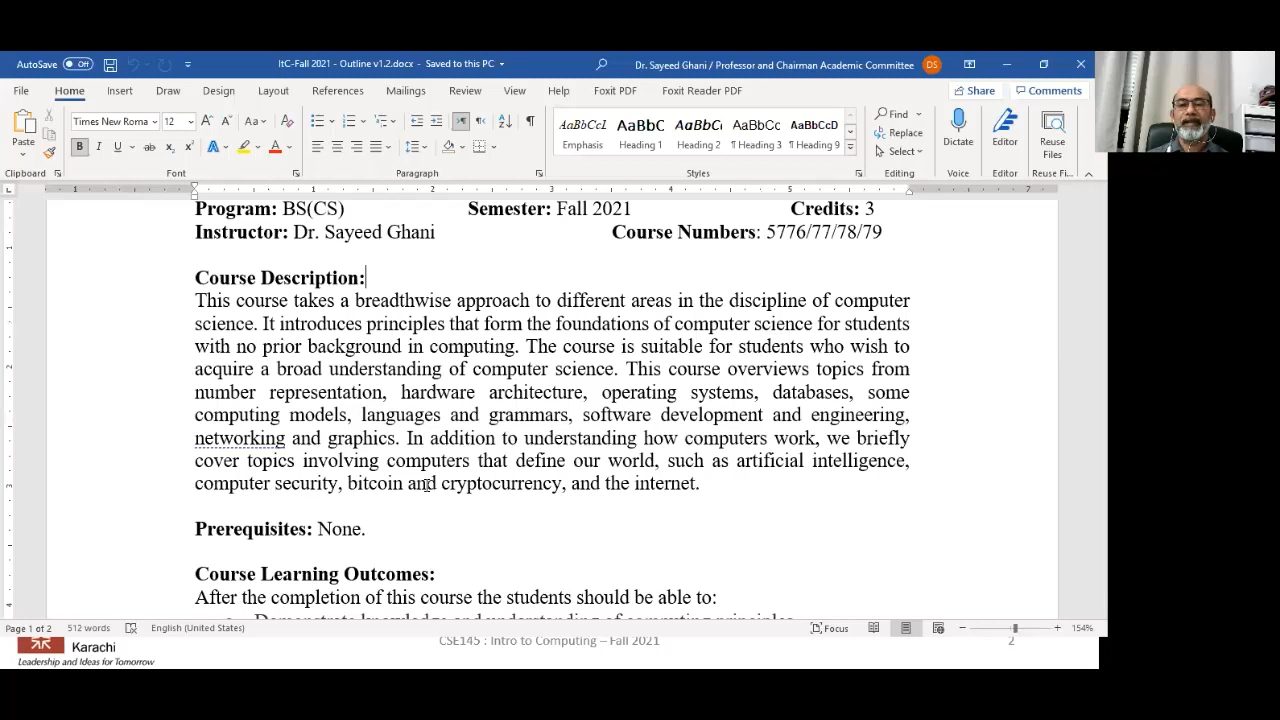 AutoSave Off
ItC-Fall 2021 - Outline v1.2.docx - Saved to this PC
Dr. Sayeed Ghani / Professor and Chairman Academic Committee DS
File Home Insert Draw Design Layout References Mailings Review View Help Foxit PDF Foxit Reader PDF Share Comments
Paste
Times New Roma 12
AaBbCcI AaBbC AaBbCc AaBbCc AaBbCcD
Emphasis Heading 1 Heading 2 ¶ Heading 3 ¶ Heading 9
Find
Replace
Select
Dictate
Editor
Reuse
Files
Clipboard Font Paragraph Styles Editing Voice Editor Reuse Fi...
Program: BS(CS) Semester: Fall 2021 Credits: 3
Instructor: Dr. Sayeed Ghani Course Numbers: 5776/77/78/79
Course Description:
This course takes a breadthwise approach to different areas in the discipline of computer
science. It introduces principles that form the foundations of computer science for students
with no prior background in computing. The course is suitable for students who wish to
acquire a broad understanding of computer science. This course overviews topics from
number representation, hardware architecture, operating systems, databases, some
computing models, languages and grammars, software development and engineering,
networking and graphics. In addition to understanding how computers work, we briefly
cover topics involving computers that define our world, such as artificial intelligence,
computer security, bitcoin and cryptocurrency, and the internet.
Prerequisites: None.
Course Learning Outcomes:
After the completion of this course the students should be able to:
Demonstrate knowledge and understanding of computing principles
Page 1 of 2 512 words English (United States) Focus 154%
Karachi
Leadership and Ideas for Tomorrow
CSE145 : Intro to Computing – Fall 2021
2